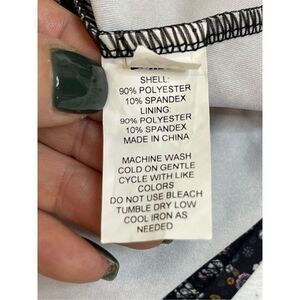 SHELL:
90% POLYESTER
10% SPANDEX
LINING:
90% POLYESTER
10% SPANDEX
MADE IN CHINA
MACHINE WASH
COLD ON GENTLE
CYCLE WITH LIKE
COLORS
DO NOT USE BLEACH
TUMBLE DRY LOW
COOL IRON AS
NEEDED